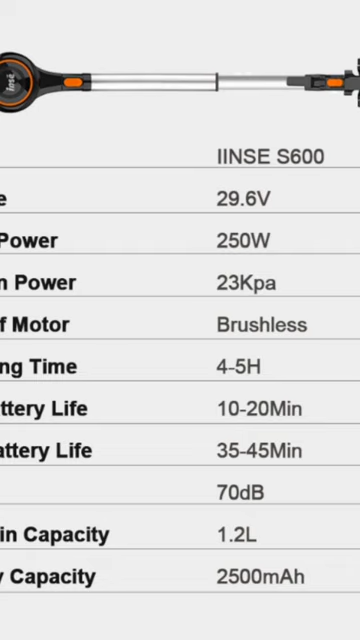 IINSE S600
e 29.6V
Power 250W
n Power 23Kpa
f Motor Brushless
ng Time 4-5H
ttery Life 10-20Min
attery Life 35-45Min
70dB
in Capacity 1.2L
y Capacity 2500mAh